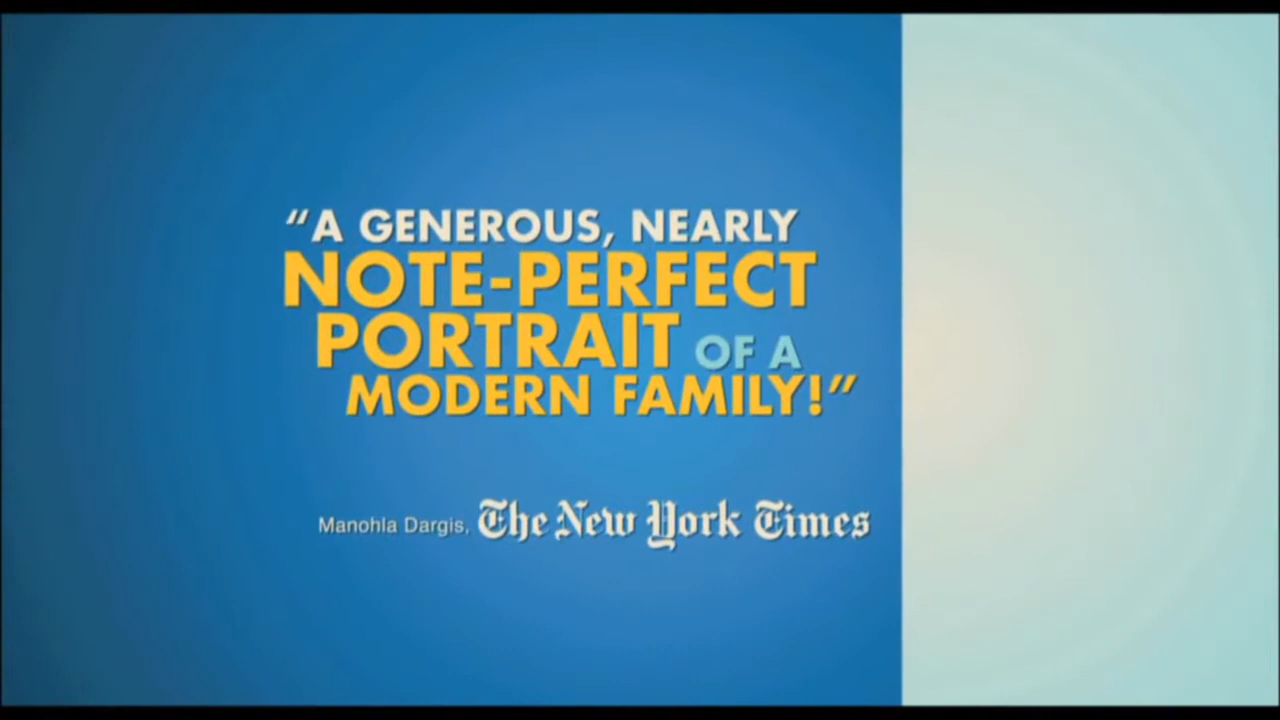 “A GENEROUS, NEARLY
NOTE-PERFECT
PORTRAIT OF A
MODERN FAMILY!”
Manohla Dargis, The New York Times